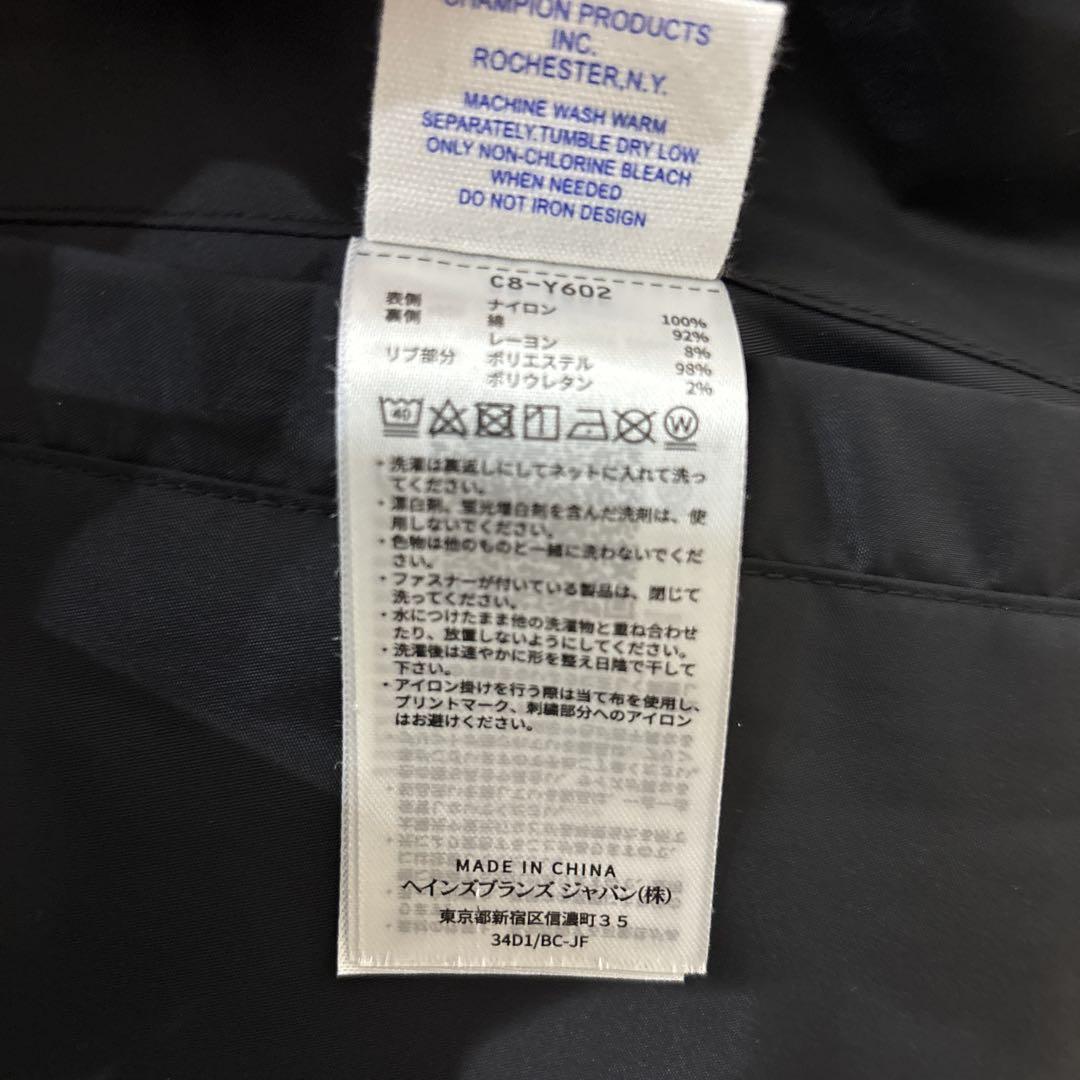 CHAMPION PRODUCTS
INC.
ROCHESTER,N.Y.
MACHINE WASH WARM
SEPARATELY.TUMBLE DRY LOW.
ONLY NON-CHLORINE BLEACH
WHEN NEEDED
DO NOT IRON DESIGN
C8-Y602
表側 ナイロン 100%
裏側 綿 92%
レーヨン 8%
リブ部分 ポリエステル 98%
ポリウレタン 2%
40 W
・洗濯は裏返しにしてネットに入れて洗っ
てください。
・漂白剤、蛍光増白剤を含んだ洗剤は、使
用しないでください。
・色物は他のものと一緒に洗わないでくだ
さい。
・ファスナーが付いている製品は、閉じて
洗ってください。
・水につけたまま他の洗濯物と重ね合わせ
たり、放置しないようにしてください。
・洗濯後は速やかに形を整え日陰で干して
下さい。
・アイロン掛けを行う際は当て布を使用し、
プリントマーク、刺繍部分へのアイロン
はお避けください。
MADE IN CHINA
ヘインズブランズ ジャパン(株)
東京都新宿区信濃町35
34D1/BC-JF